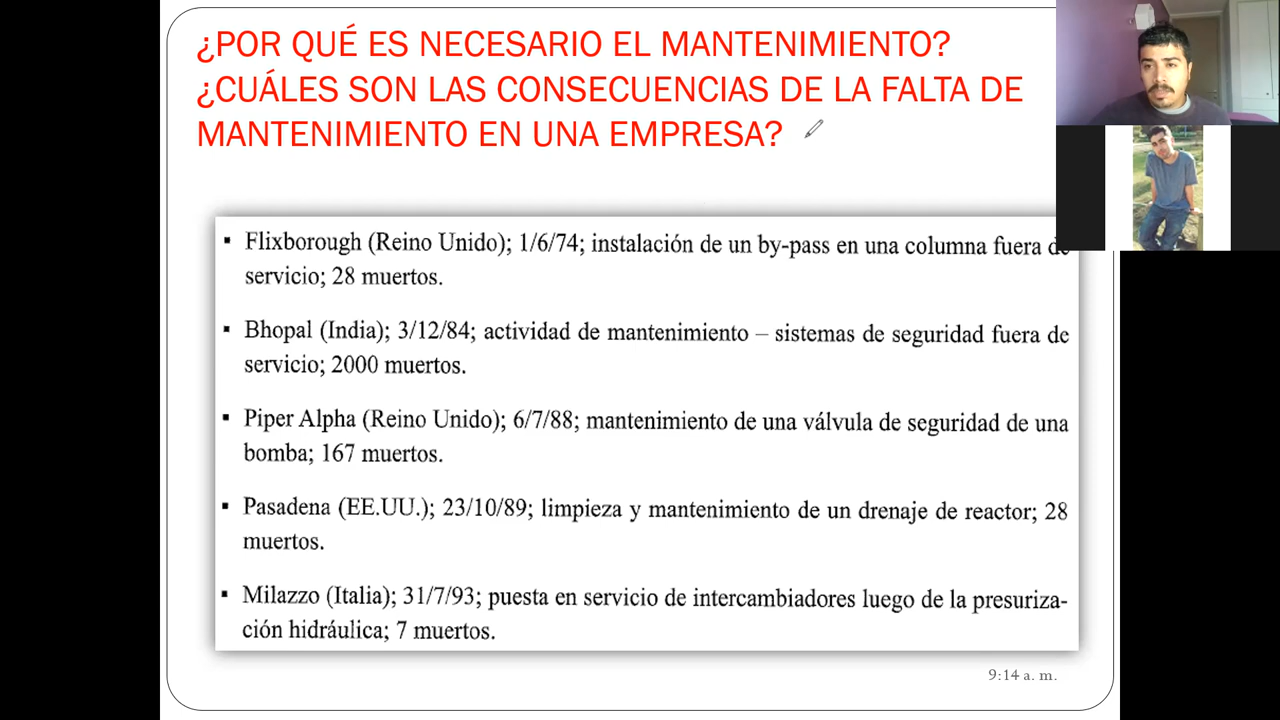 ¿POR QUÉ ES NECESARIO EL MANTENIMIENTO?
¿CUÁLES SON LAS CONSECUENCIAS DE LA FALTA DE
MANTENIMIENTO EN UNA EMPRESA?
▪ Flixborough (Reino Unido); 1/6/74; instalación de un by-pass en una columna fuera de
servicio; 28 muertos.
▪ Bhopal (India); 3/12/84; actividad de mantenimiento – sistemas de seguridad fuera de
servicio; 2000 muertos.
▪ Piper Alpha (Reino Unido); 6/7/88; mantenimiento de una válvula de seguridad de una
bomba; 167 muertos.
▪ Pasadena (EE.UU.); 23/10/89; limpieza y mantenimiento de un drenaje de reactor; 28
muertos.
▪ Milazzo (Italia); 31/7/93; puesta en servicio de intercambiadores luego de la presuriza-
ción hidráulica; 7 muertos.
9:14 a. m.